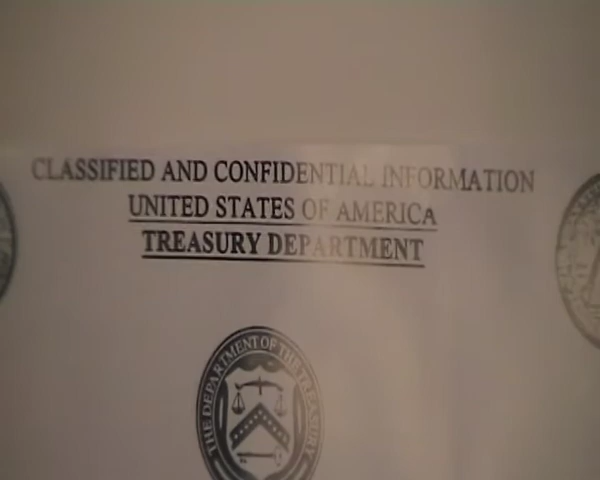 CLASSIFIED AND CONFIDENTIAL INFORMATION
UNITED STATES OF AMERICA
TREASURY DEPARTMENT
THE DEPARTMENT OF THE TREASURY